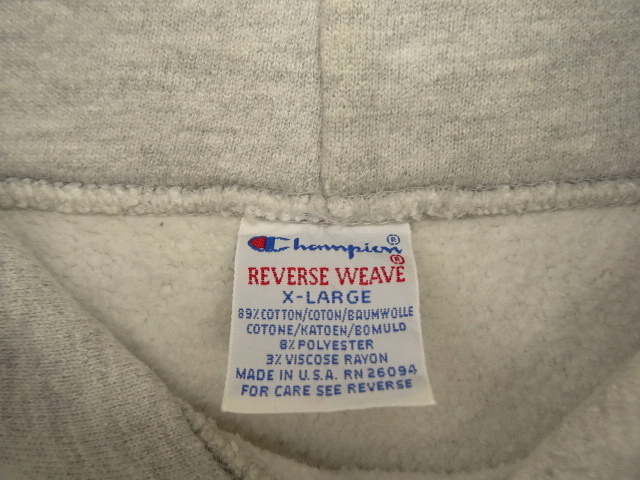 Champion®
REVERSE WEAVE®
X-LARGE
89% COTTON/COTON/BAUMWOLLE
COTONE/KATOEN/BOMULD
8% POLYESTER
3% VISCOSE RAYON
MADE IN U.S.A. RN 26094
FOR CARE SEE REVERSE